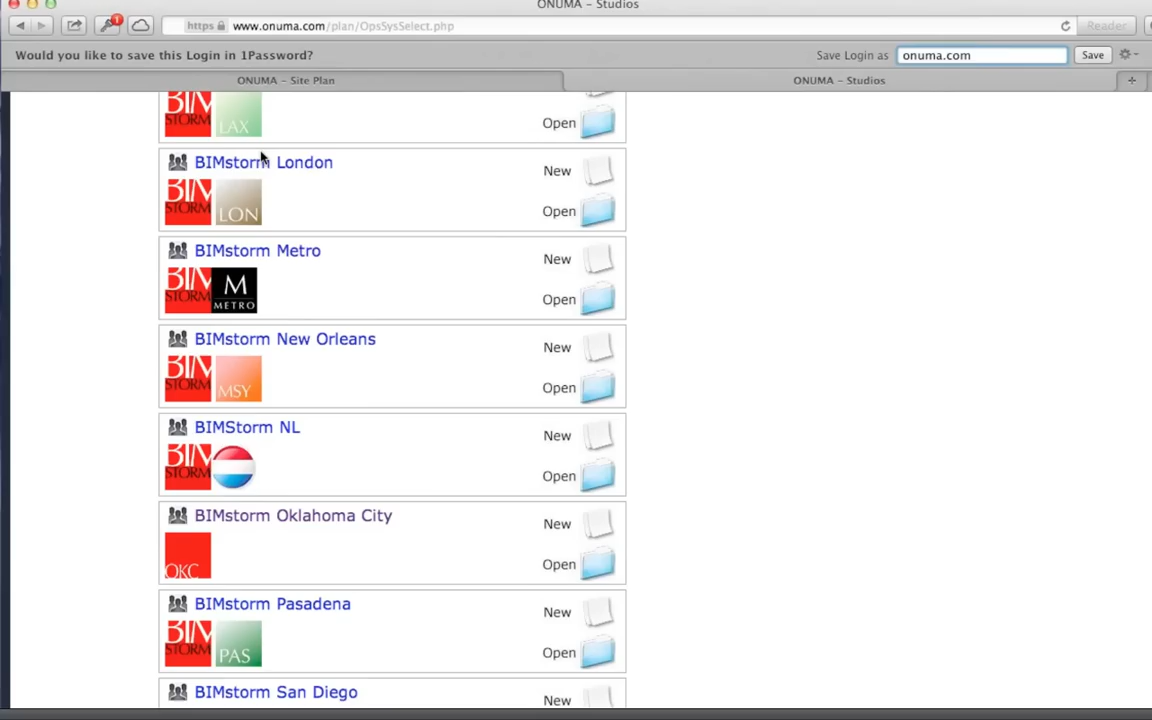 ONUMA – Studios
1
https www.onuma.com/plan/OpsSysSelect.php
Reader
Would you like to save this Login in 1Password?
Save Login as onuma.com Save
ONUMA – Site Plan
ONUMA – Studios
+
BIM STORM LAX
Open
BIMstorm London
New
BIM STORM LON
Open
BIMstorm Metro
New
BIM STORM M METRO
Open
BIMstorm New Orleans
New
BIM STORM MSY
Open
BIMStorm NL
New
BIM STORM
Open
BIMstorm Oklahoma City
New
OKC
Open
BIMstorm Pasadena
New
BIM STORM PAS
Open
BIMstorm San Diego
New